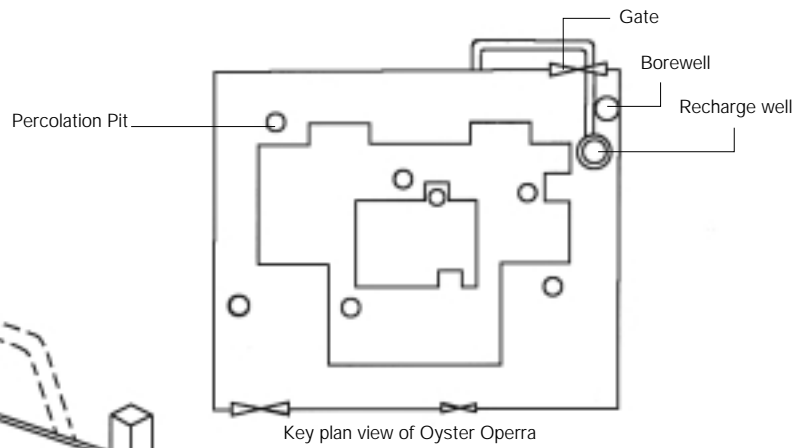 Gate
Borewell
Recharge well
Percolation Pit
Key plan view of Oyster Operra